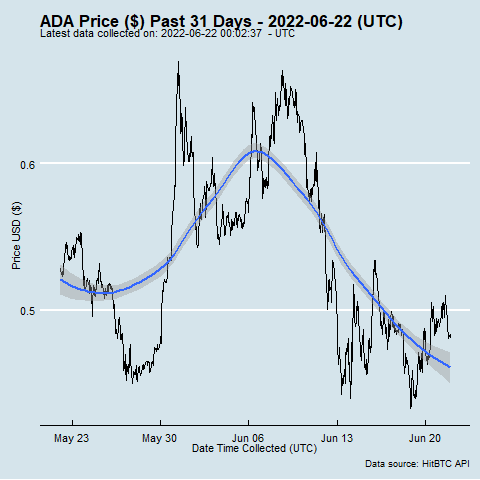 ADA Price ($) Past 31 Days - 2022-06-22 (UTC)
Latest data collected on: 2022-06-22 00:02:37 - UTC
0.6
0.5
Price USD ($)
May 23
May 30
Jun 06
Jun 13
Jun 20
Date Time Collected (UTC)
Data source: HitBTC API